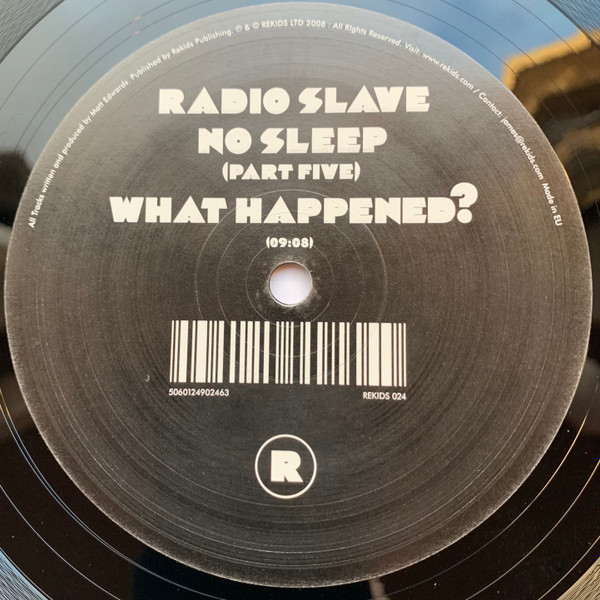 All Tracks written and produced by Matt Edwards Published by Rekids Publishing. ℗ & © REKIDS LTD 2008 . All Rights Reserved. Visit www.rekids.com / Contact: james@rekids.com Made in EU
RADIO SLAVE
NO SLEEP
(PART FIVE)
WHAT HAPPENED?
(09:08)
5060124902463 REKIDS 024
R